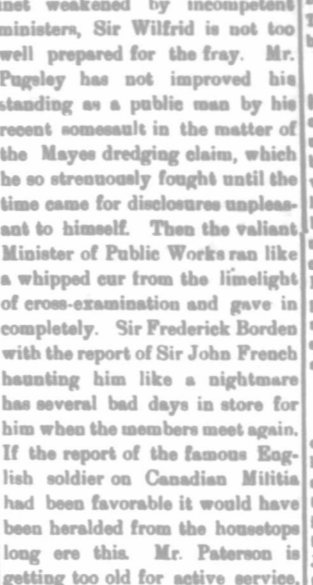 inet weakened by incompetent
ministers, Sir Wilfrid is not too
well prepared for the fray. Mr.
Pugsley has not improved his
standing as a public man by his
recent somesault in the matter of
the Mayes dredging claim, which
he so strenuously fought until the
time came for disclosures unpleas-
ant to himself. Then the valiant
Minister of Public Works ran like
a whipped cur from the limelight
of cross-examination and gave in
completely. Sir Frederick Borden
with the report of Sir John French
haunting him like a nightmare
has several bad days in store for
him when the members meet again.
If the report of the famous Eng-
lish soldier on Canadian Militia
had been favorable it would have
been heralded from the housetops
long ere this. Mr. Paterson is
getting too old for active service,